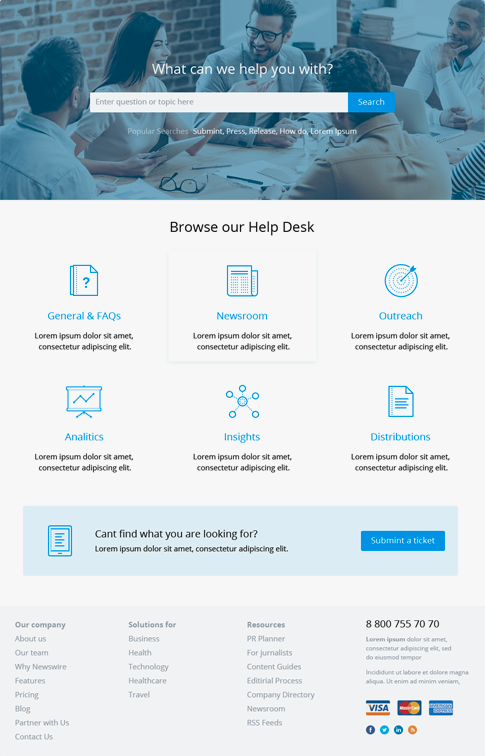 What can we help you with?
Enter question or topic here
Search
Popular Searches Submint, Press, Release, How do, Lorem Ipsum
Browse our Help Desk
?
General & FAQs
Lorem ipsum dolor sit amet,
consectetur adipiscing elit.
Newsroom
Lorem ipsum dolor sit amet,
consectetur adipiscing elit.
Outreach
Lorem ipsum dolor sit amet,
consectetur adipiscing elit.
Analitics
Lorem ipsum dolor sit amet,
consectetur adipiscing elit.
Insights
Lorem ipsum dolor sit amet,
consectetur adipiscing elit.
Distributions
Lorem ipsum dolor sit amet,
consectetur adipiscing elit.
Cant find what you are looking for?
Lorem ipsum dolor sit amet, consectetur adipiscing elit.
Submint a ticket
Our company
About us
Our team
Why Newswire
Features
Pricing
Blog
Partner with Us
Contact Us
Solutions for
Business
Health
Technology
Healthcare
Travel
Resources
PR Planner
For jurnalists
Content Guides
Editirial Process
Company Directory
Newsroom
RSS Feeds
8 800 755 70 70
Lorem ipsum dolor sit amet,
consectetur adipiscing elit, sed
do eiusmod tempor
Incididunt ut labore et dolore magna
aliqua. Ut enim ad minim veniam,
VISA
MasterCard
AMERICAN
EXPRESS
f
in